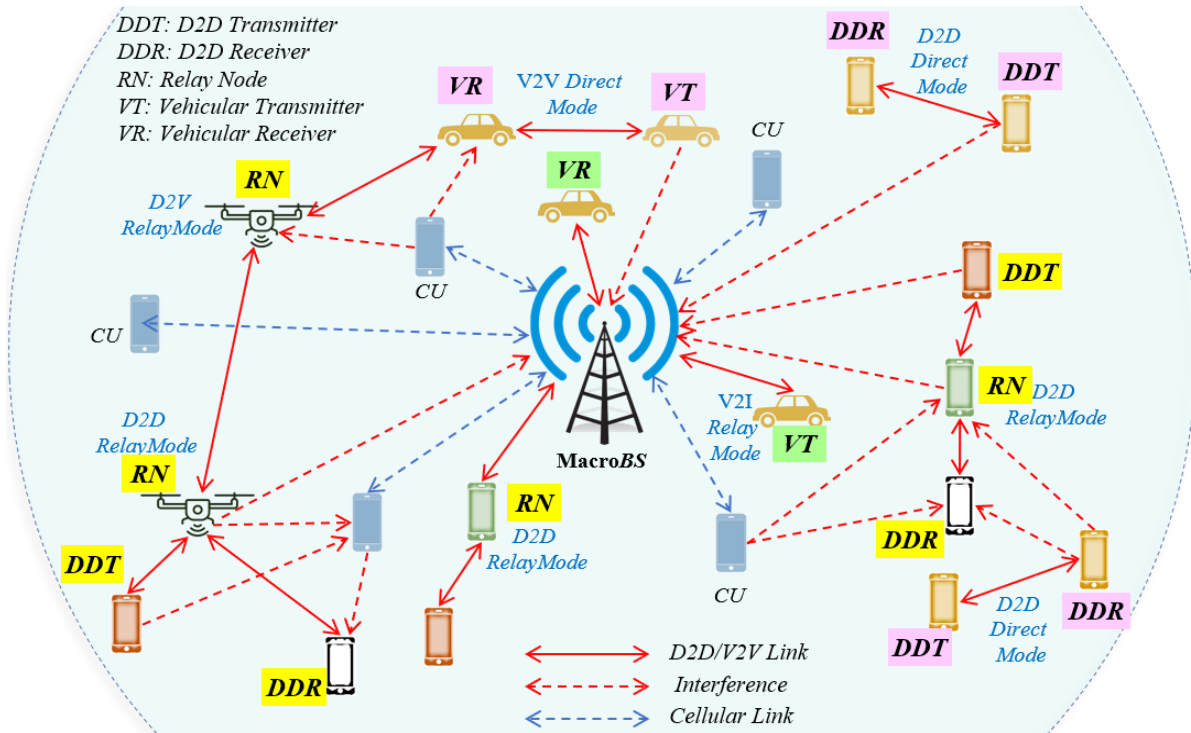 DDT: D2D Transmitter
DDR: D2D Receiver
RN: Relay Node
VT: Vehicular Transmitter
VR: Vehicular Receiver
VR
V2V Direct
Mode
VT
DDR
D2D
Direct
Mode
DDT
CU
RN
D2V
RelayMode
VR
CU
DDT
CU
RN
D2D
RelayMode
V2I
Relay
Mode
VT
MacroBS
D2D
RelayMode
RN
RN
D2D
RelayMode
DDR
DDT
CU
DDR
DDT
D2D
Direct
Mode
DDR
D2D/V2V Link
Interference
Cellular Link